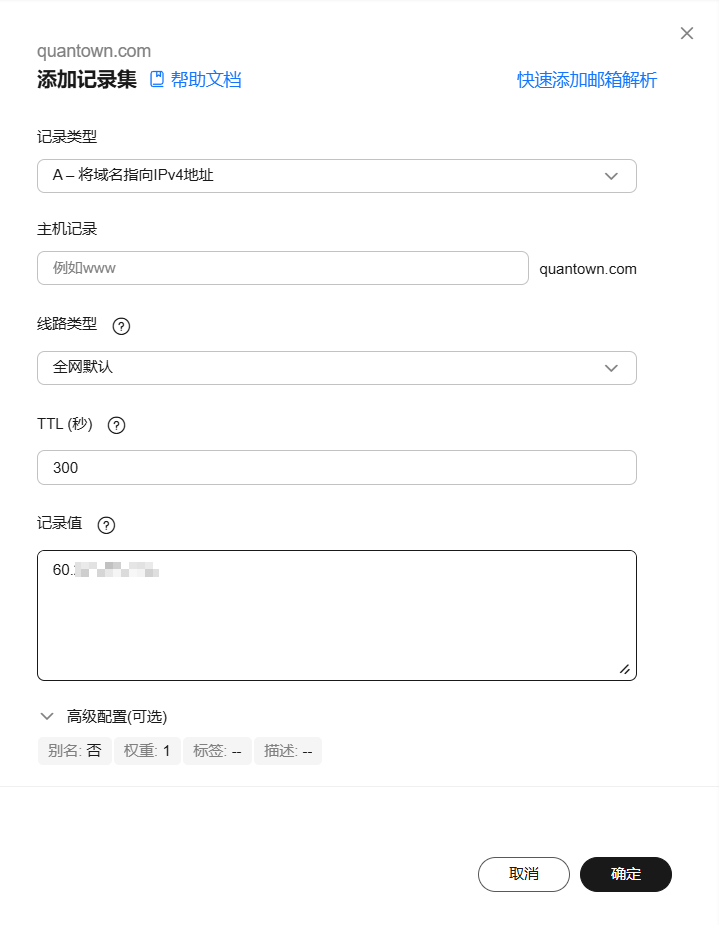 quantown.com
添加记录集 帮助文档 快速添加邮箱解析
记录类型
A – 将域名指向IPv4地址
主机记录
例如www quantown.com
线路类型 ?
全网默认
TTL (秒) ?
300
记录值 ?
60.
高级配置(可选)
别名: 否 权重: 1 标签: -- 描述: --
取消 确定